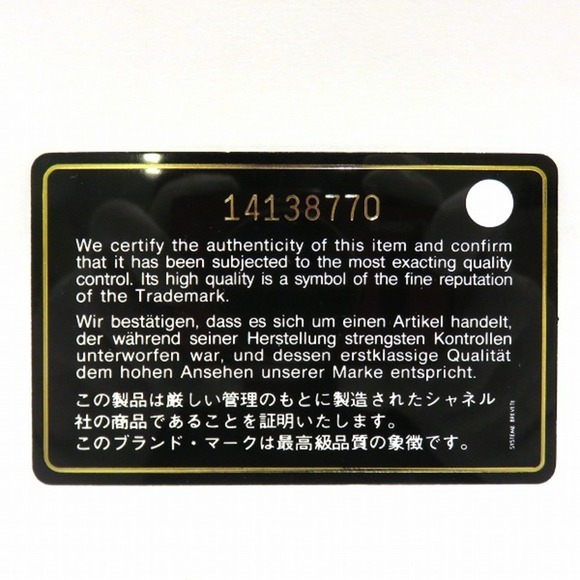 14138770
We certify the authenticity of this item and confirm
that it has been subjected to the most exacting quality
control. Its high quality is a symbol of the fine reputation
of the Trademark.
Wir bestätigen, dass es sich um einen Artikel handelt,
der während seiner Herstellung strengsten Kontrollen
unterworfen war, und dessen erstklassige Qualität
dem hohen Ansehen unserer Marke entspricht.
この製品は厳しい管理のもとに製造されたシャネル
社の商品であることを証明いたします。
このブランド・マークは最高級品質の象徴です。
SYSTEME BREVETE